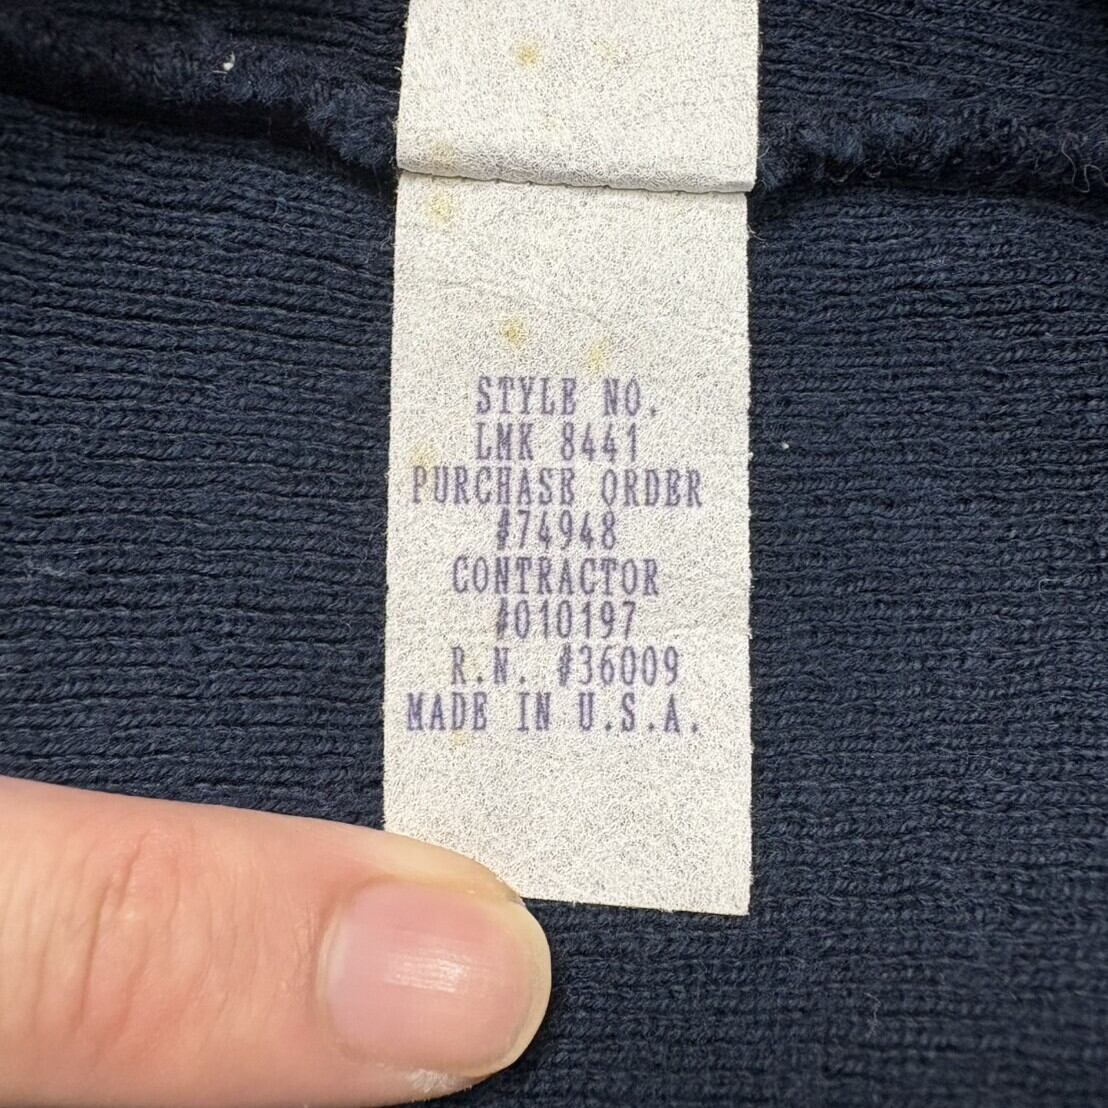 STYLE NO.
LMK 8441
PURCHASE ORDER
#74948
CONTRACTOR
#010197
R.N. #36009
MADE IN U.S.A.